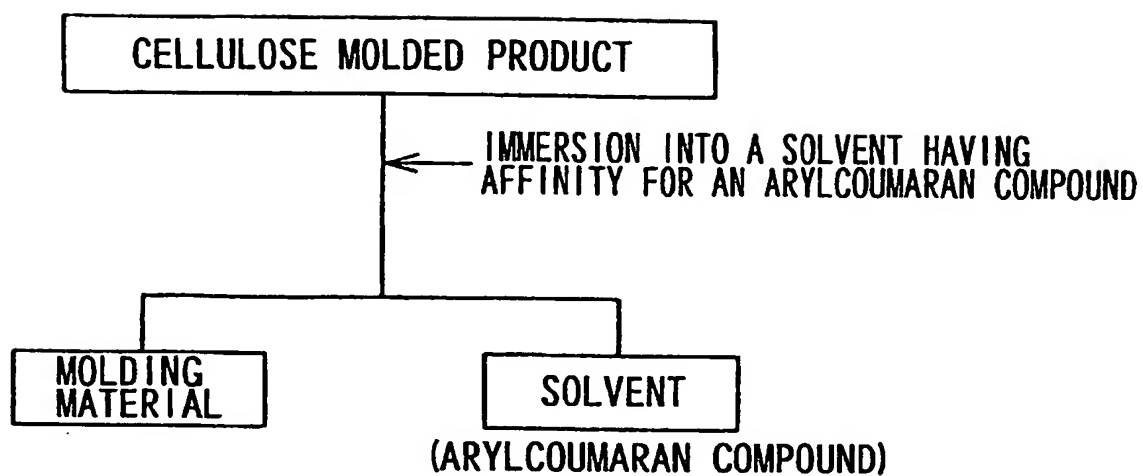 CELLULOSE MOLDED PRODUCT
IMMERSION INTO A SOLVENT HAVING
AFFINITY FOR AN ARYLCOUMARAN COMPOUND
MOLDING
MATERIAL
SOLVENT
(ARYLCOUMARAN COMPOUND)